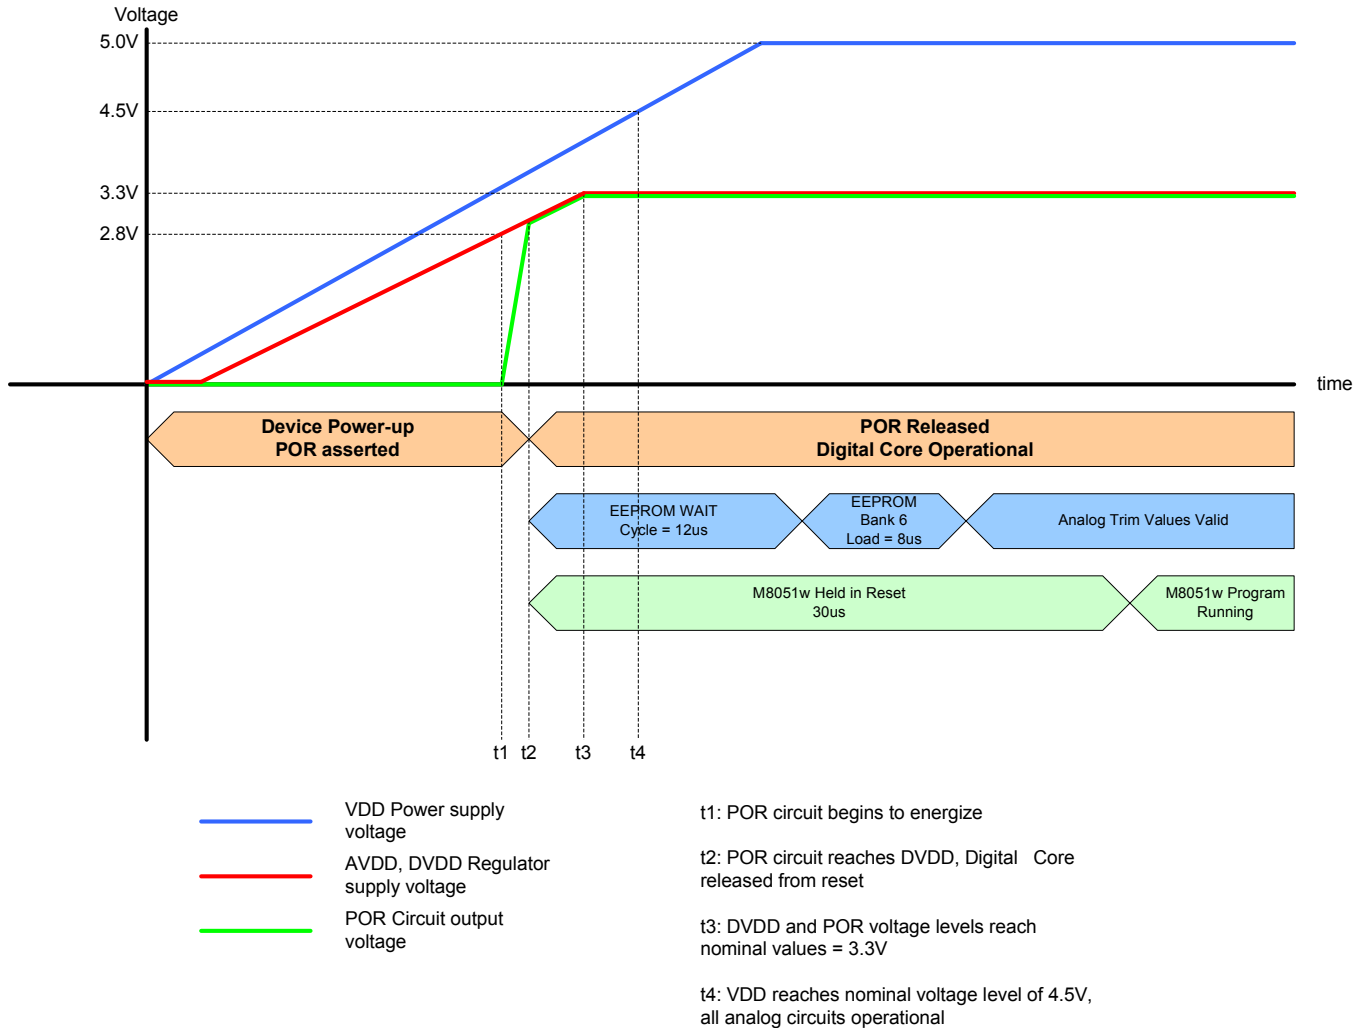 Voltage
5.0V
4.5V
3.3V
2.8V
time
Device Power-up
POR asserted
POR Released
Digital Core Operational
EEPROM WAIT
Cycle = 12us
EEPROM
Bank 6
Load = 8us
Analog Trim Values Valid
M8051w Held in Reset
30us
M8051w Program
Running
t1
t2
t3
t4
VDD Power supply
voltage
AVDD, DVDD Regulator
supply voltage
POR Circuit output
voltage
t1: POR circuit begins to energize
t2: POR circuit reaches DVDD, Digital Core
released from reset
t3: DVDD and POR voltage levels reach
nominal values = 3.3V
t4: VDD reaches nominal voltage level of 4.5V,
all analog circuits operational